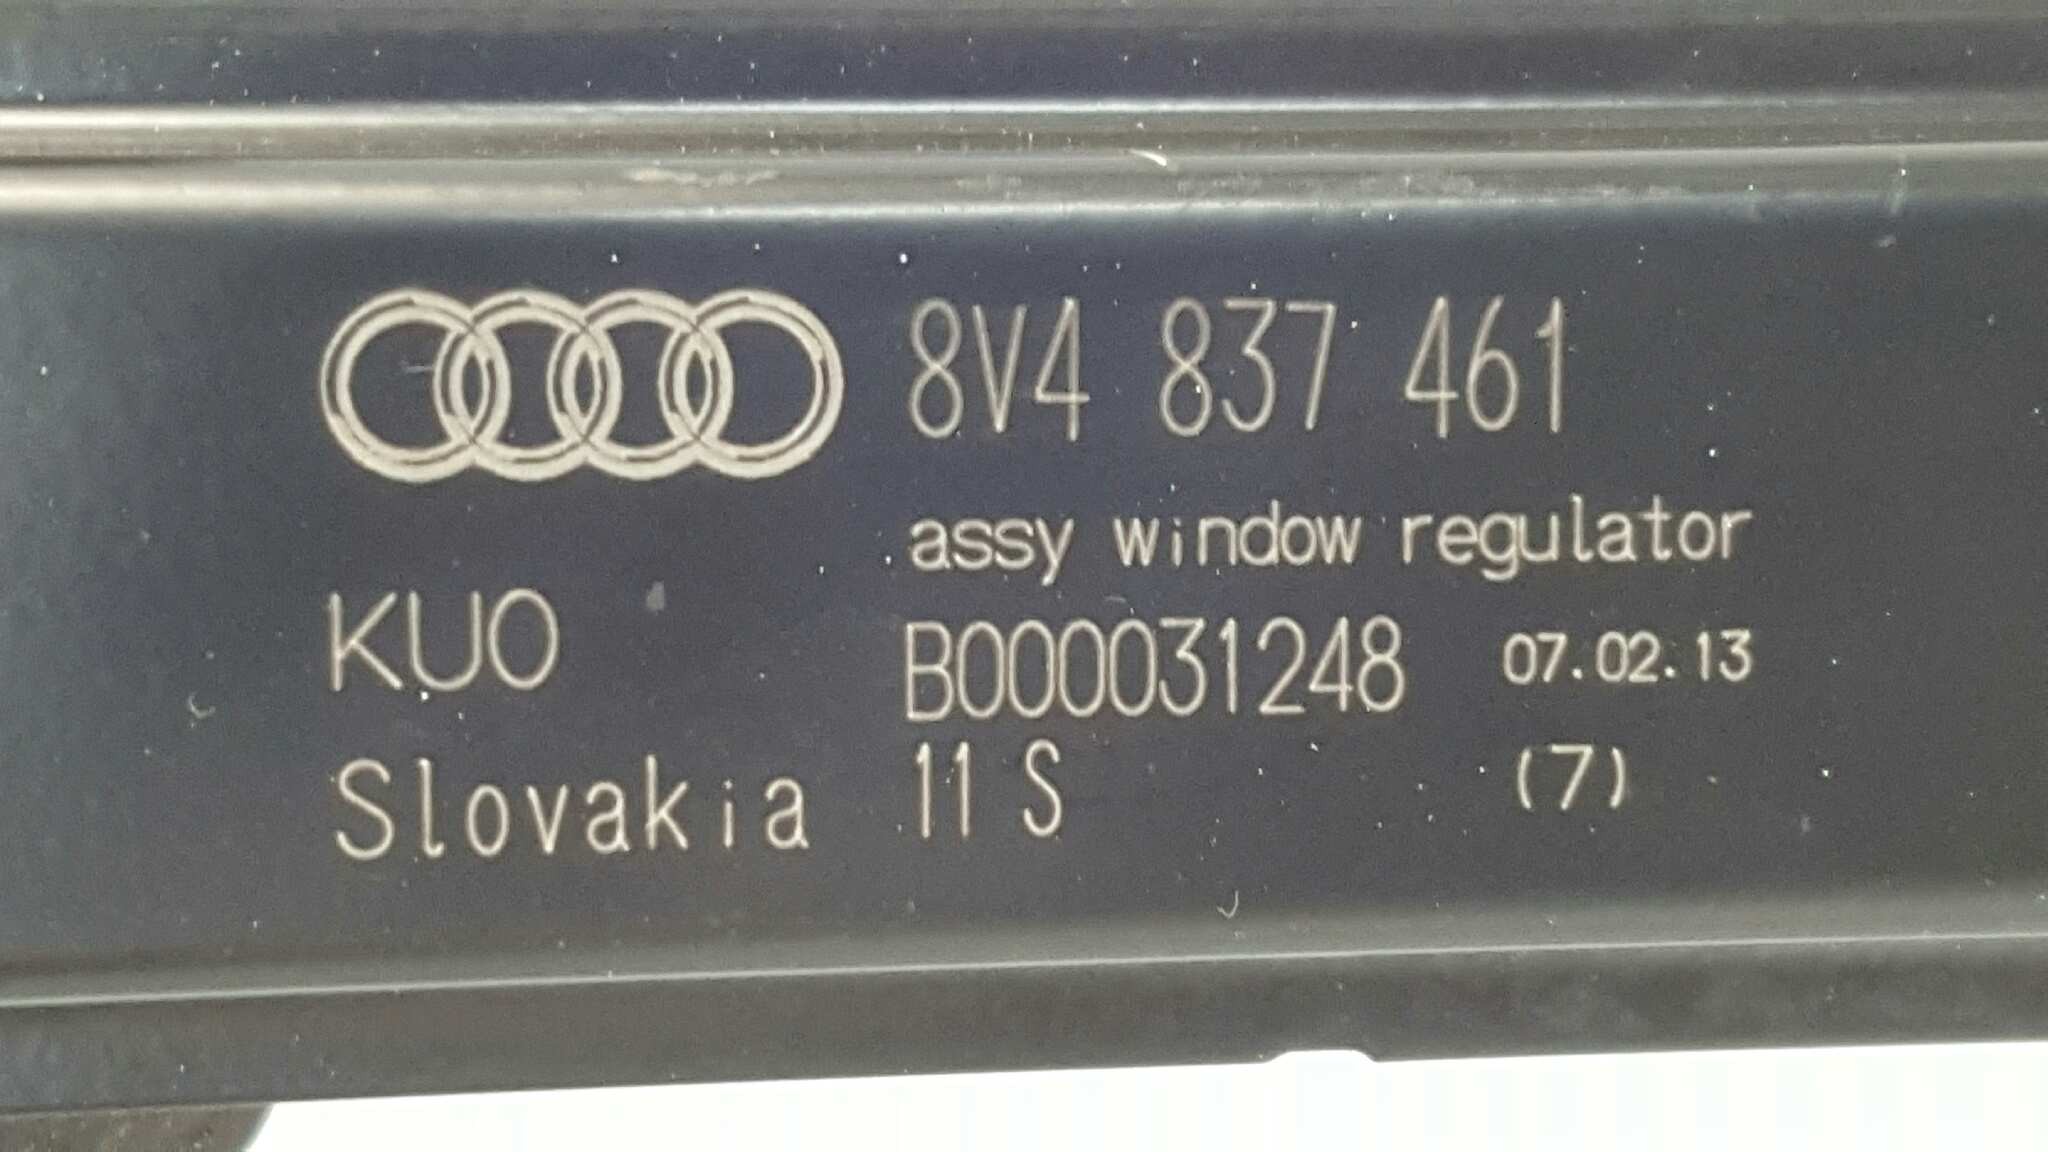 8V4 837 461
assy window regulator
KUO
B000031248 07.02.13
Slovakia 11 S (7)